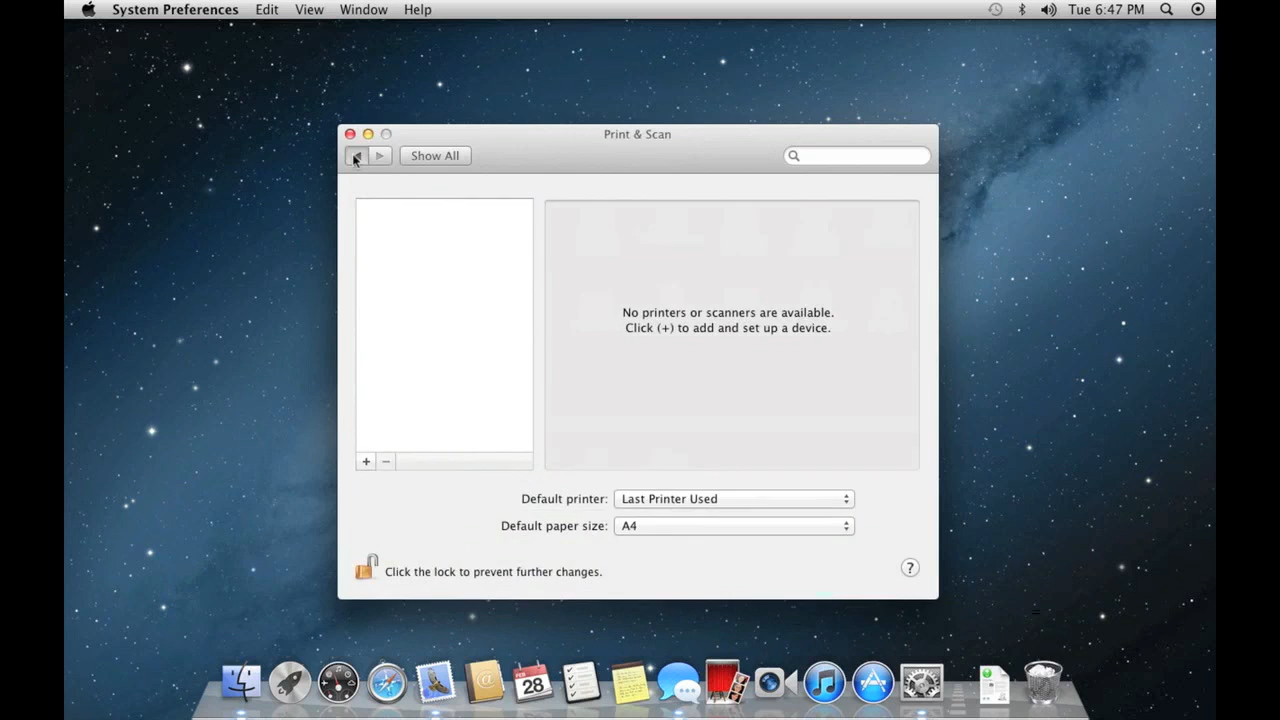 System Preferences Edit View Window Help Tue 6:47 PM
Print & Scan
Show All
No printers or scanners are available.
Click (+) to add and set up a device.
+ −
Default printer: Last Printer Used
Default paper size: A4
Click the lock to prevent further changes. ?
FEB
28